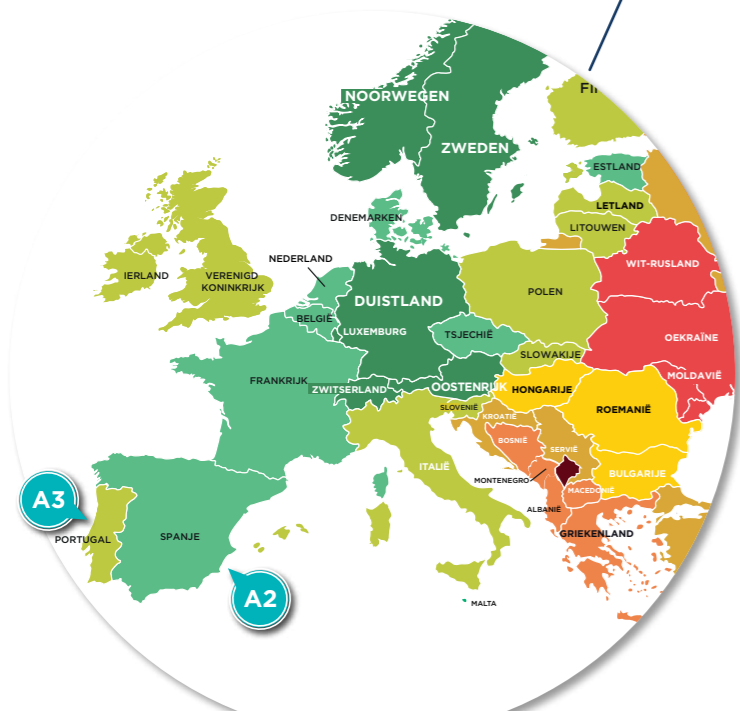 NOORWEGEN
FI
ZWEDEN
ESTLAND
LETLAND
DENEMARKEN
LITOUWEN
NEDERLAND
IERLAND
VERENIGD
KONINKRIJK
WIT-RUSLAND
POLEN
DUISTLAND
BELGIË
LUXEMBURG
TSJECHIË
OEKRAÏNE
SLOWAKIJE
MOLDAVIË
FRANKRIJK
ZWITSERLAND
OOSTENRIJK
HONGARIJE
SLOVENIË
ROEMANIË
KROATIË
BOSNIË
SERVIË
ITALIË
MONTENEGRO
BULGARIJE
MACEDONIË
A3
ALBANIË
PORTUGAL
SPANJE
GRIEKENLAND
A2
MALTA